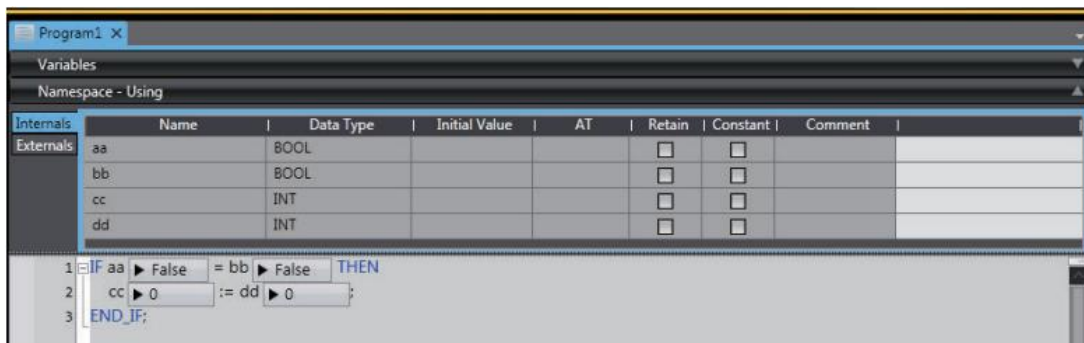 Program1 X
Variables
Namespace - Using
Internals Name Data Type Initial Value AT Retain Constant Comment
Externals aa BOOL
bb BOOL
cc INT
dd INT
1 IF aa ▶ False = bb ▶ False THEN
2 cc ▶ 0 := dd ▶ 0 ;
3 END_IF;